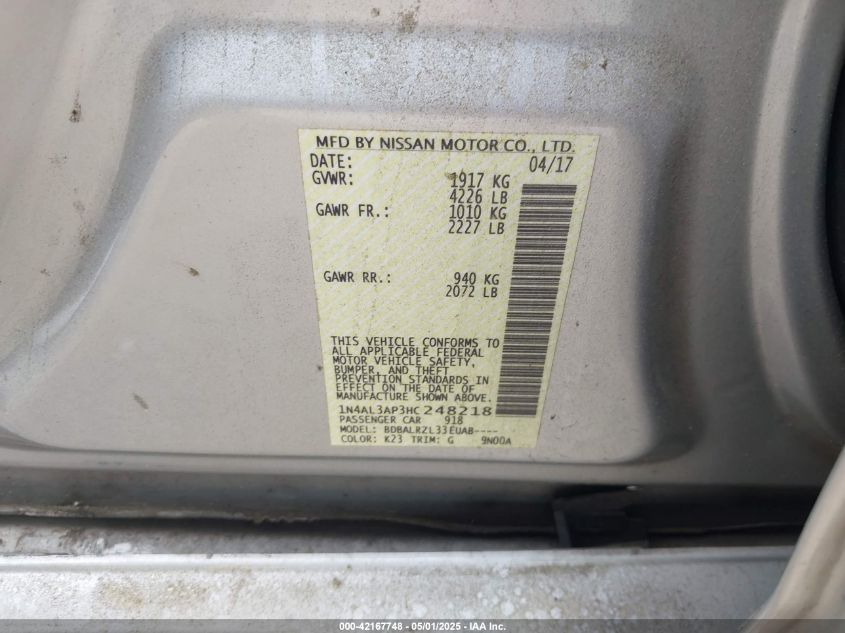 MFD BY NISSAN MOTOR CO., LTD.
DATE: 04/17
GVWR: 1917 KG
4226 LB
GAWR FR.: 1010 KG
2227 LB
GAWR RR.: 940 KG
2072 LB
THIS VEHICLE CONFORMS TO
ALL APPLICABLE FEDERAL
MOTOR VEHICLE SAFETY,
BUMPER, AND THEFT
PREVENTION STANDARDS IN
EFFECT ON THE DATE OF
MANUFACTURE SHOWN ABOVE.
1N4AL3AP3HC248218
PASSENGER CAR 918
MODEL: BDBALRZL33EUAB----
COLOR: K23 TRIM: G 9N00A
000-42167748 - 05/01/2025 - IAA Inc.